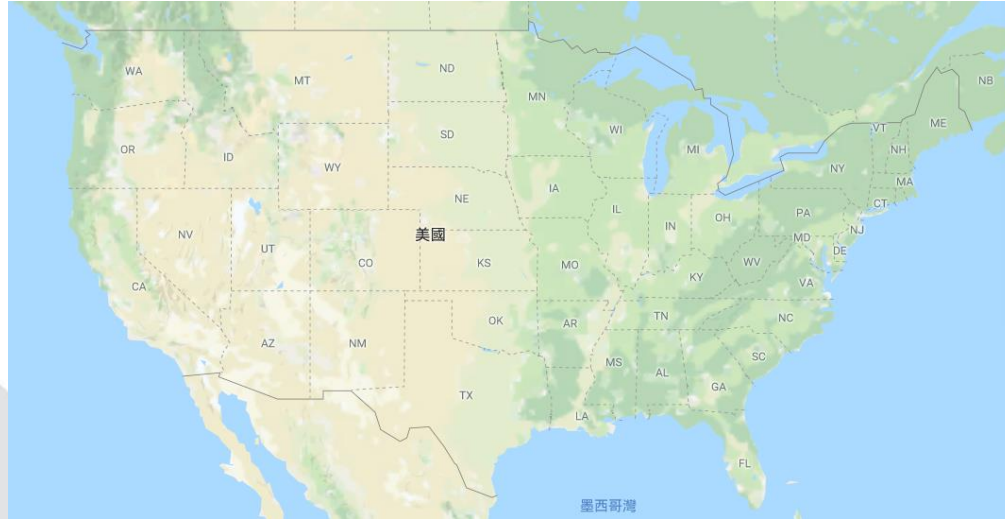 WA
MT
ND
MN
NB
ME
VT
NH
OR
ID
SD
WI
MI
NY
MA
CT
WY
NE
IA
IL
IN
OH
PA
NJ
MD
DE
NV
UT
CO
美國
KS
MO
KY
WV
VA
CA
AZ
NM
OK
AR
TN
NC
SC
MS
AL
GA
TX
LA
FL
墨西哥灣